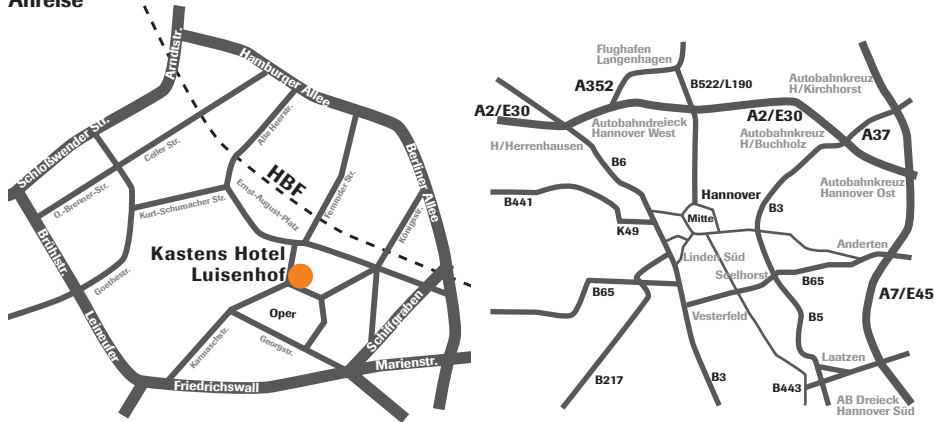 Anreise
Arndtstr.
Hamburger Allee
Schloßwender Str.
Celler Str.
Alte Heerstr.
Berliner Allee
HBF
O.-Brenner-Str.
Kurt-Schumacher Str.
Ernst-August-Platz
Fernroder Str.
Königsstr.
Brühlstr.
Goethestr.
Kastens Hotel
Luisenhof
Oper
Leineufer
Georgstr.
Schiffgraben
Marienstr.
Friedrichswall
Flughafen
Langenhagen
A352
B522/L190
Autobahnkreuz
H/Kirchhorst
A2/E30
Autobahndreieck
Hannover West
A2/E30
Autobahnkreuz
H/Buchholz
A37
H/Herrenhausen
B6
Autobahnkreuz
Hannover Ost
B441
Hannover
Mitte
B3
K49
Linden Süd
Anderten
Seelhorst
B65
B65
A7/E45
Vesterfeld
B5
Laatzen
B217
B3
B443
AB Dreieck
Hannover Süd